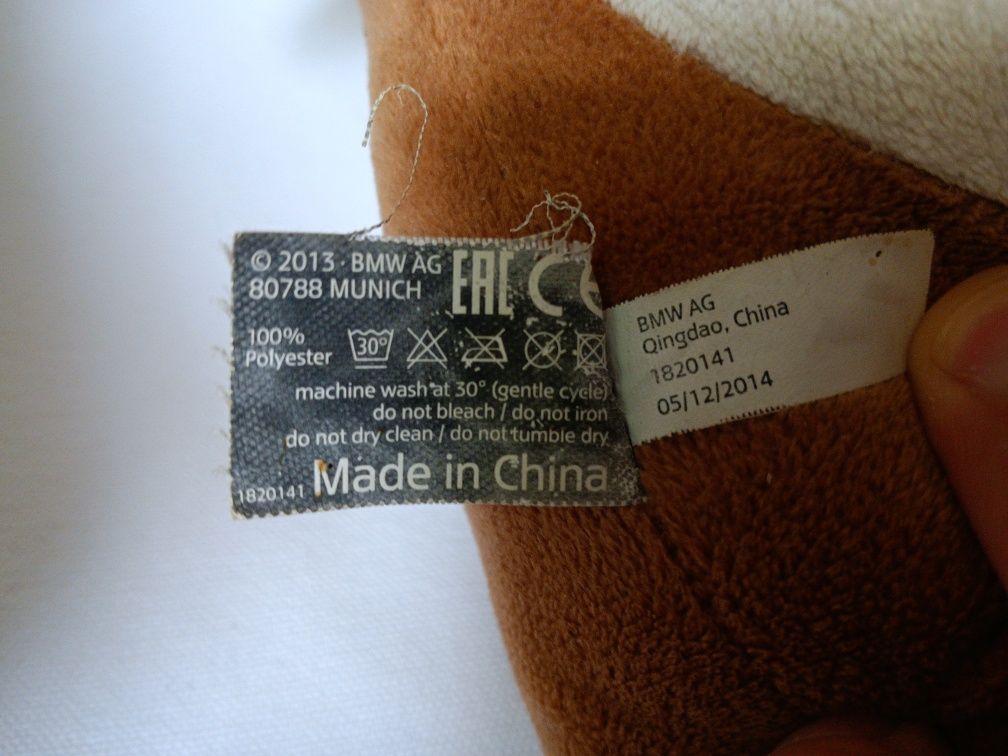 © 2013 · BMW AG
80788 MUNICH
EAC CE
100%
Polyester
30°
machine wash at 30° (gentle cycle)
do not bleach / do not iron
do not dry clean / do not tumble dry
Made in China
1820141
BMW AG
Qingdao, China
1820141
05/12/2014